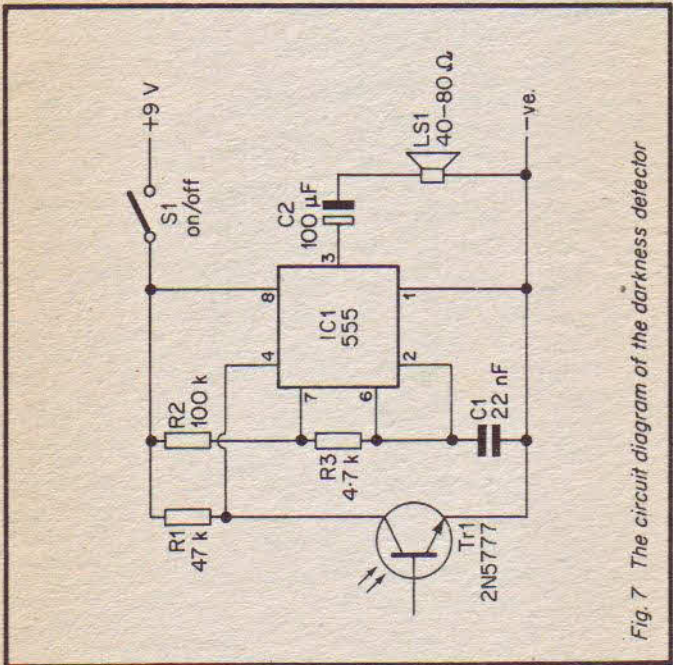 +9 V
S1
on/off
R2
100 k
R1
47 k
8
4
IC1
555
3
7
6
2
1
C2
100 µF
LS1
40–80 Ω
R3
4·7 k
C1
22 nF
Tr1
2N5777
–ve.
Fig. 7 The circuit diagram of the darkness detector